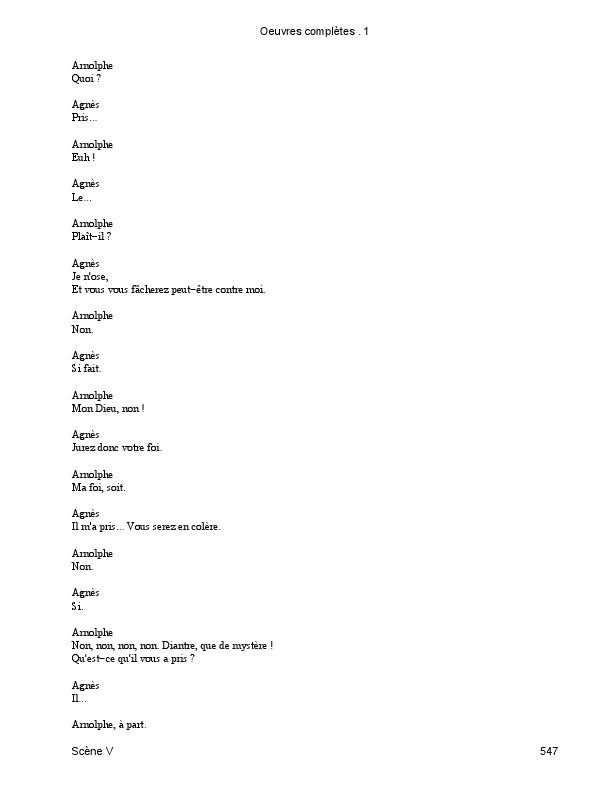 Oeuvres complètes . 1
Arnolphe
Quoi ?
Agnès
Pris...
Arnolphe
Euh !
Agnès
Le...
Arnolphe
Plaît-il ?
Agnès
Je n'ose,
Et vous vous fâcherez peut-être contre moi.
Arnolphe
Non.
Agnès
Si fait.
Arnolphe
Mon Dieu, non !
Agnès
Jurez donc votre foi.
Arnolphe
Ma foi, soit.
Agnès
Il m'a pris... Vous serez en colère.
Arnolphe
Non.
Agnès
Si.
Arnolphe
Non, non, non, non. Diantre, que de mystère !
Qu'est-ce qu'il vous a pris ?
Agnès
Il...
Arnolphe, à part.
Scène V 547